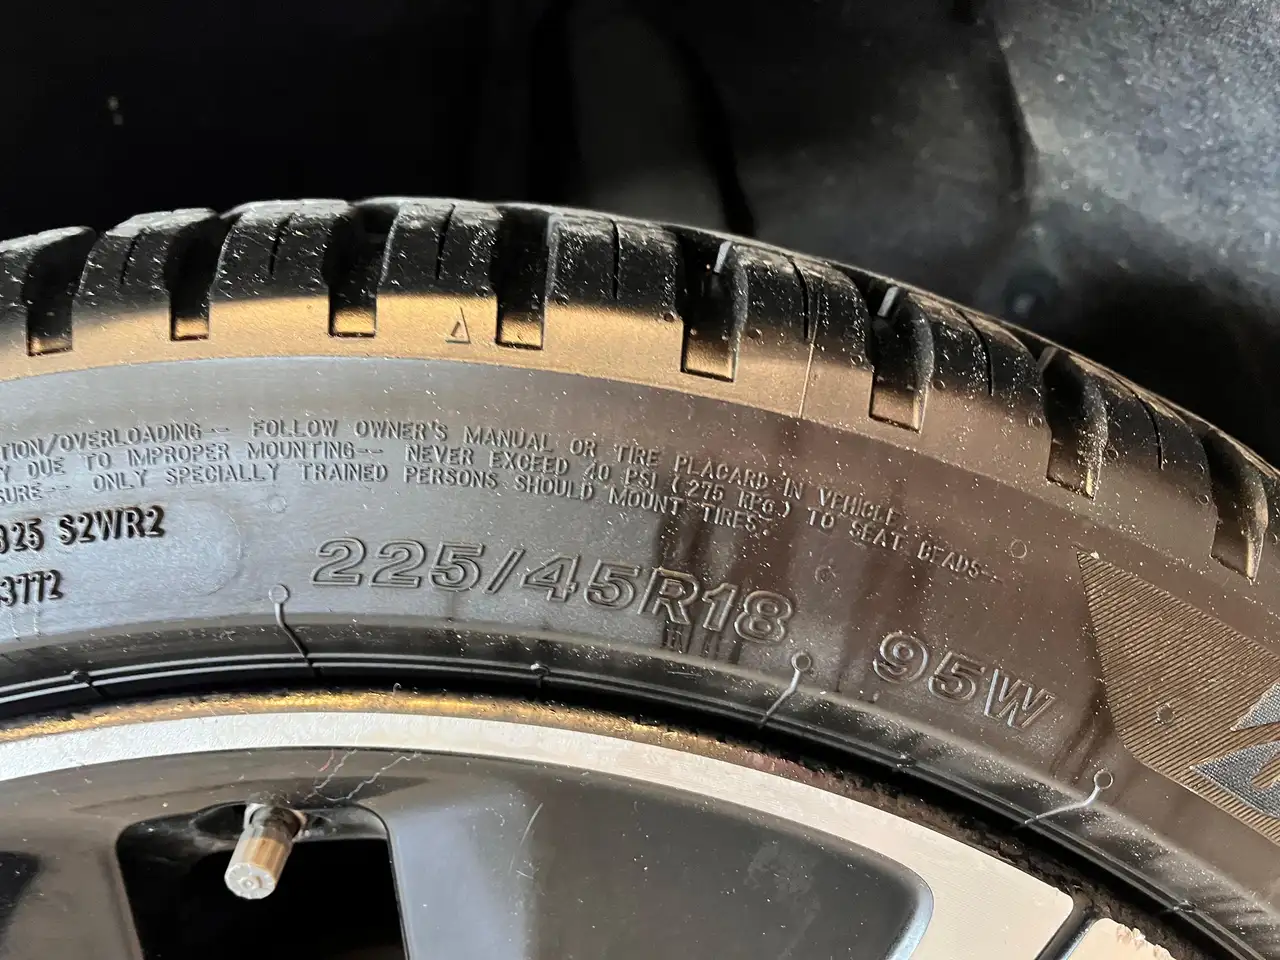 TION/OVERLOADING-- FOLLOW OWNER'S MANUAL OR TIRE PLACARD IN VEHICLE.
Y DUE TO IMPROPER MOUNTING-- NEVER EXCEED 40 PSI (275 KPa) TO SEAT BEADS--
SURE-- ONLY SPECIALLY TRAINED PERSONS SHOULD MOUNT TIRES.
825 S2WR2
3772
225/45R18 95W